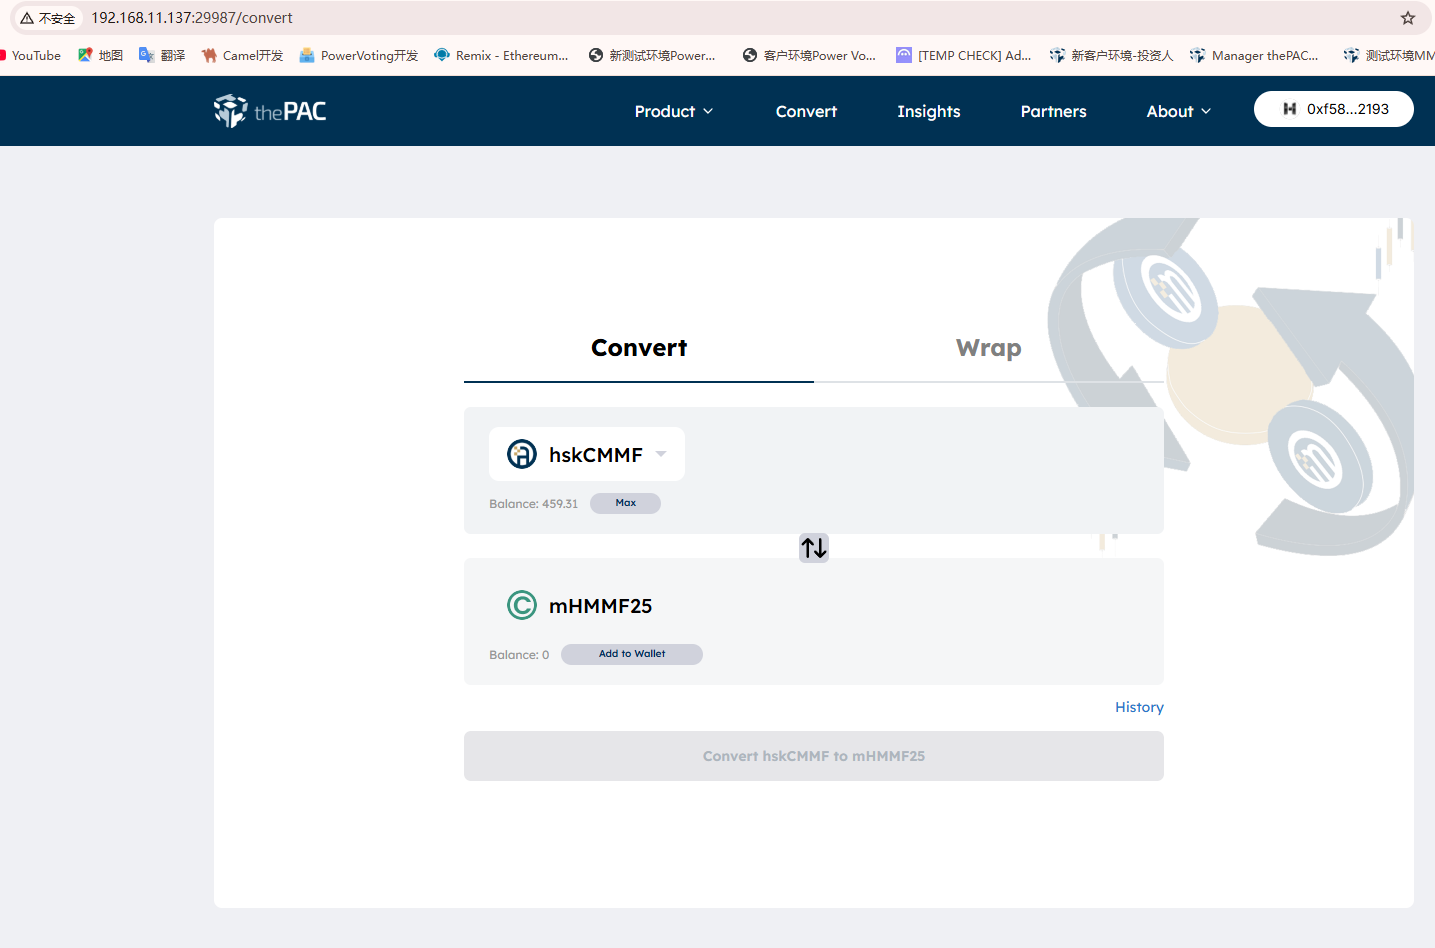 不安全 192.168.11.137:29987/convert
YouTube 地图 翻译 Camel开发 PowerVoting开发 Remix - Ethereum... 新测试环境Power... 客户环境Power Vo... [TEMP CHECK] Ad... 新客户环境-投资人 Manager thePAC... 测试环境MM
thePAC Product Convert Insights Partners About 0xf58...2193
Convert Wrap
hskCMMF
Balance: 459.31 Max
mHMMF25
Balance: 0 Add to Wallet
History
Convert hskCMMF to mHMMF25